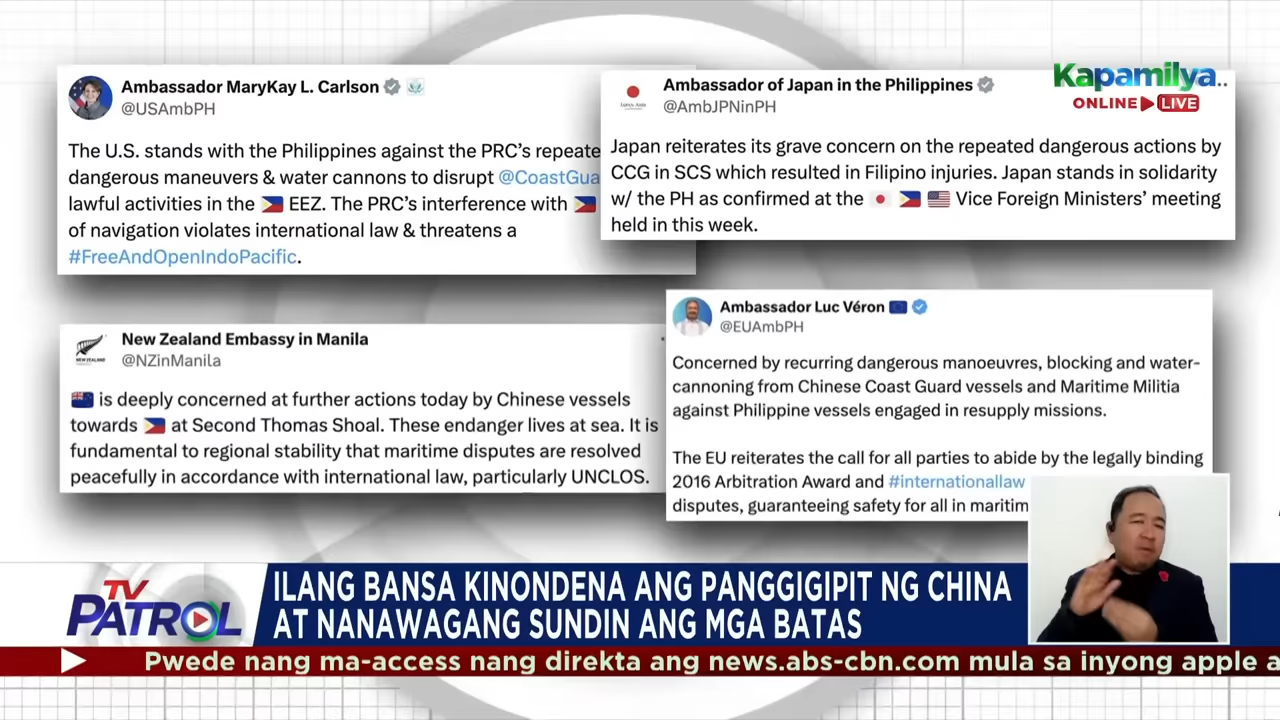 Ambassador MaryKay L. Carlson
@USAmbPH
The U.S. stands with the Philippines against the PRC's repeate
dangerous maneuvers & water cannons to disrupt @CoastGua
lawful activities in th 🇵🇭 EEZ. The PRC's interference with 🇵🇭
of navigation violates international law & threatens a
#FreeAndOpenIndoPacific.
Ambassador of Japan in the Philippines
@AmbJPNinPH
Japan reiterates its grave concern on the repeated dangerous actions by
CCG in SCS which resulted in Filipino injuries. Japan stands in solidarity
w/ the PH as confirmed at the 🇯🇵 🇵🇭 🇺🇸 Vice Foreign Ministers' meeting
held in this week.
Kapamilya..
ONLINE LIVE
New Zealand Embassy in Manila
@NZinManila
🇳🇿 is deeply concerned at further actions today by Chinese vessels
towards 🇵🇭 at Second Thomas Shoal. These endanger lives at sea. It is
fundamental to regional stability that maritime disputes are resolved
peacefully in accordance with international law, particularly UNCLOS.
Ambassador Luc Véron 🇪🇺
@EUAmbPH
Concerned by recurring dangerous manoeuvres, blocking and water-
cannoning from Chinese Coast Guard vessels and Maritime Militia
against Philippine vessels engaged in resupply missions.
The EU reiterates the call for all parties to abide by the legally binding
2016 Arbitration Award and #internationallaw
disputes, guaranteeing safety for all in maritim
TV
PATROL
ILANG BANSA KINONDENA ANG PANGGIGIPIT NG CHINA
AT NANAWAGANG SUNDIN ANG MGA BATAS
Pwede nang ma-access nang direkta ang news.abs-cbn.com mula sa inyong apple a